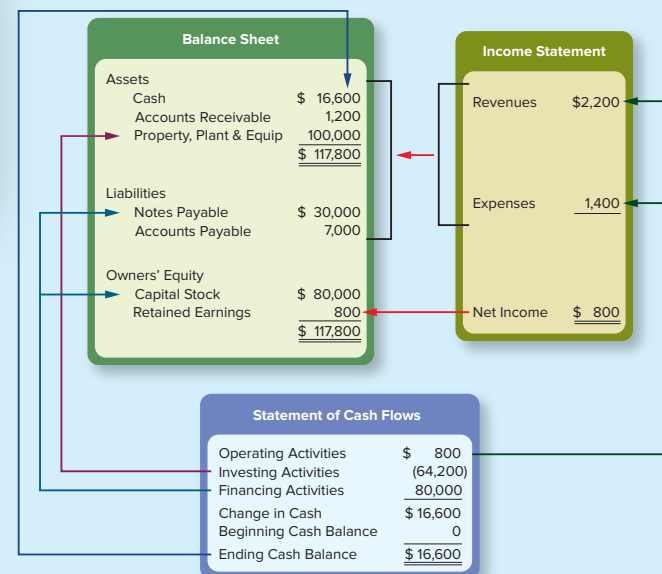 Balance Sheet
Assets
Cash $ 16,600
Accounts Receivable 1,200
Property, Plant & Equip 100,000
$ 117,800
Liabilities
Notes Payable $ 30,000
Accounts Payable 7,000
Owners' Equity
Capital Stock $ 80,000
Retained Earnings 800
$ 117,800
Income Statement
Revenues $2,200
Expenses 1,400
Net Income $ 800
Statement of Cash Flows
Operating Activities $ 800
Investing Activities (64,200)
Financing Activities 80,000
Change in Cash $ 16,600
Beginning Cash Balance 0
Ending Cash Balance $ 16,600